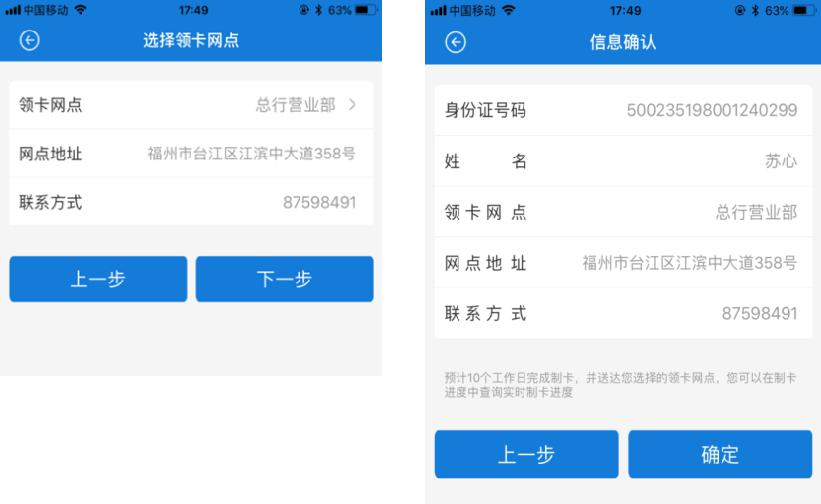 中国移动 17:49 63%
选择领卡网点
领卡网点 总行营业部
网点地址 福州市台江区江滨中大道358号
联系方式 87598491
上一步 下一步
中国移动 17:49 63%
信息确认
身份证号码 500235198001240299
姓 名 苏心
领卡网点 总行营业部
网点地址 福州市台江区江滨中大道358号
联系方式 87598491
预计10个工作日完成制卡，并送达您选择的领卡网点，您可以在制卡
进度中查询实时制卡进度
上一步 确定